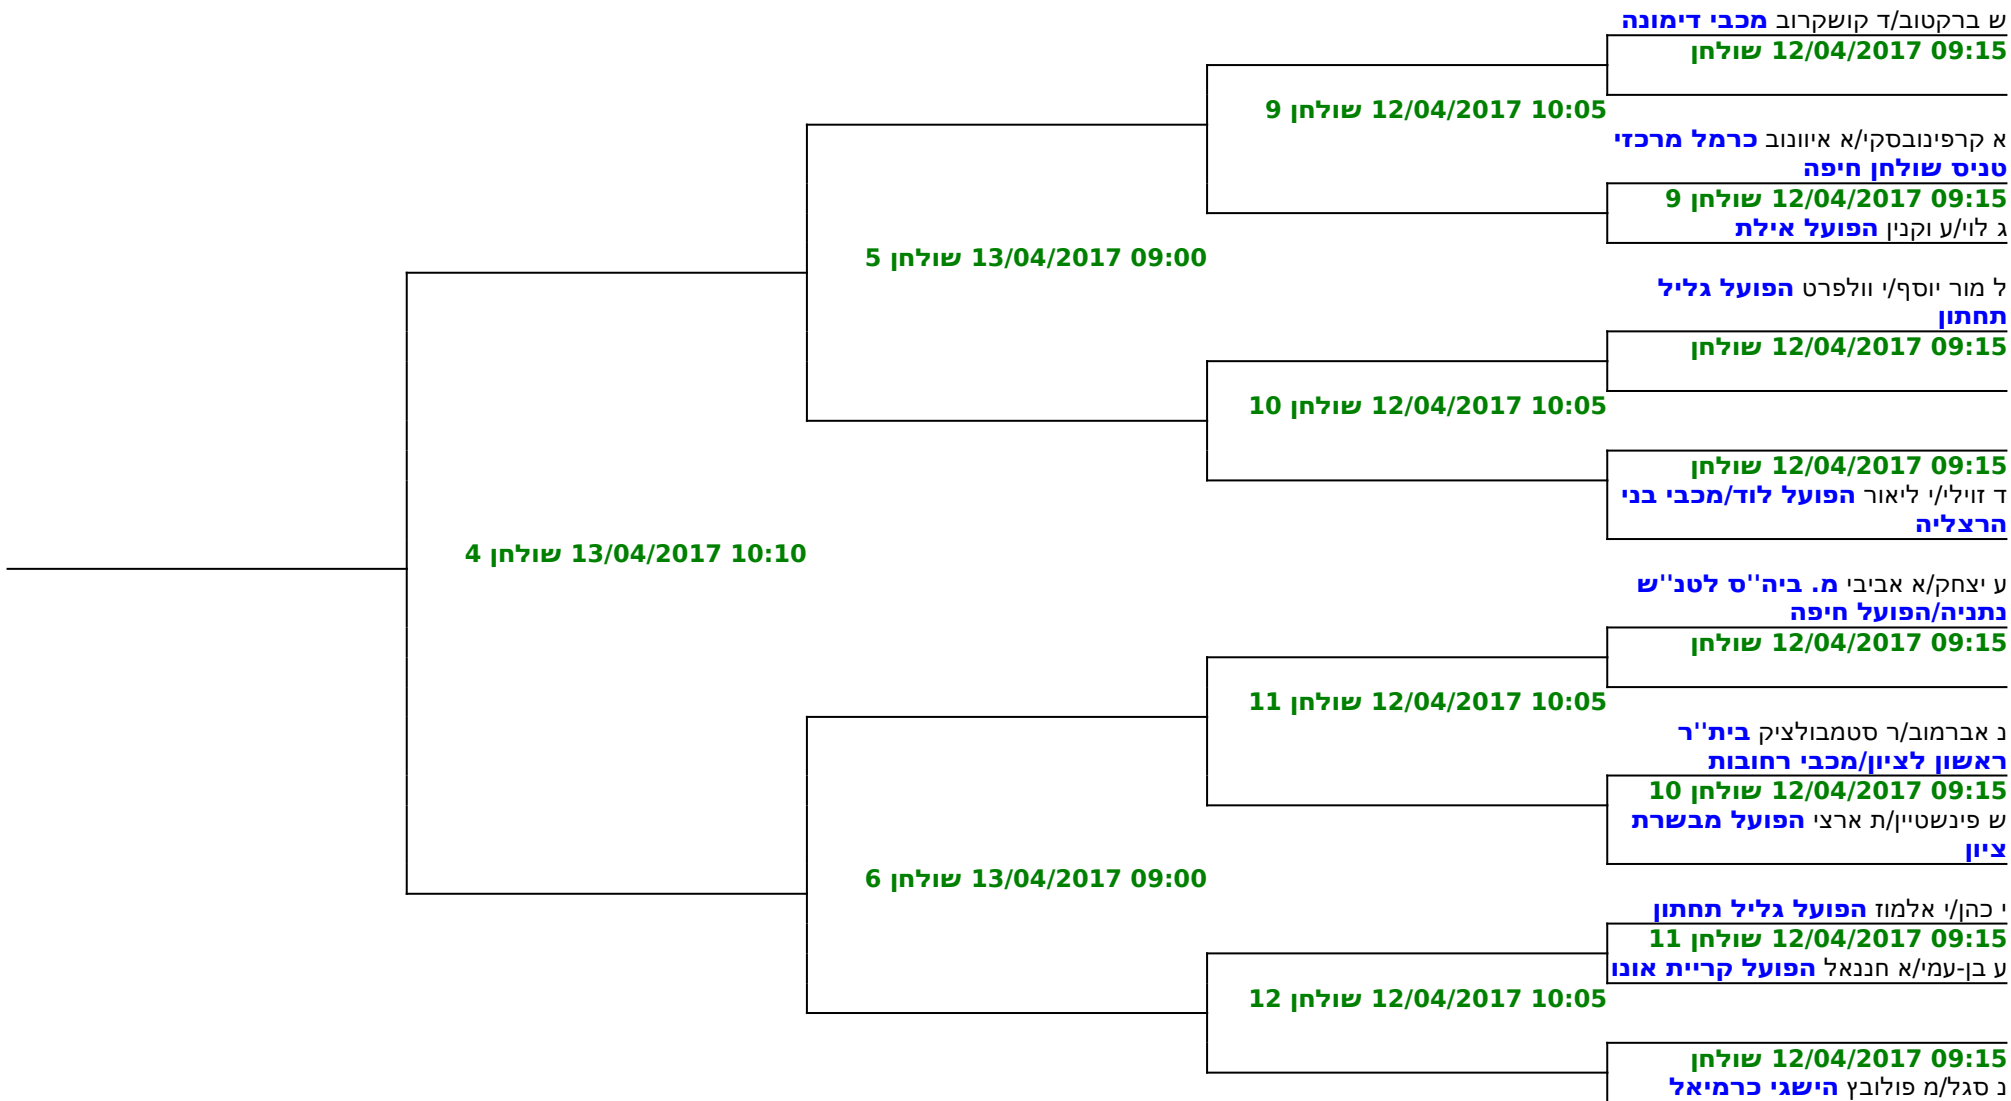 ש ברקטוב/ד קושקרוב מכבי דימונה
12/04/2017 09:15 שולחן
12/04/2017 10:05 שולחן 9
א קרפינובסקי/א איוונוב כרמל מרכזי
טניס שולחן חיפה
12/04/2017 09:15 שולחן 9
ג לוי/ע וקנין הפועל אילת
13/04/2017 09:00 שולחן 5
ל מור יוסף/י וולפרט הפועל גליל
תחתון
12/04/2017 09:15 שולחן
12/04/2017 10:05 שולחן 10
12/04/2017 09:15 שולחן
ד זוילי/י ליאור הפועל לוד/מכבי בני
הרצליה
13/04/2017 10:10 שולחן 4
ע יצחק/א אביבי מ. ביה''ס לטנ''ש
נתניה/הפועל חיפה
12/04/2017 09:15 שולחן
12/04/2017 10:05 שולחן 11
נ אברמוב/ר סטמבולציק בית''ר
ראשון לציון/מכבי רחובות
12/04/2017 09:15 שולחן 10
ש פינשטיין/ת ארצי הפועל מבשרת
ציון
13/04/2017 09:00 שולחן 6
י כהן/י אלמוז הפועל גליל תחתון
12/04/2017 09:15 שולחן 11
ע בן-עמי/א חננאל הפועל קריית אונו
12/04/2017 10:05 שולחן 12
12/04/2017 09:15 שולחן
נ סגל/מ פולובץ הישגי כרמיאל